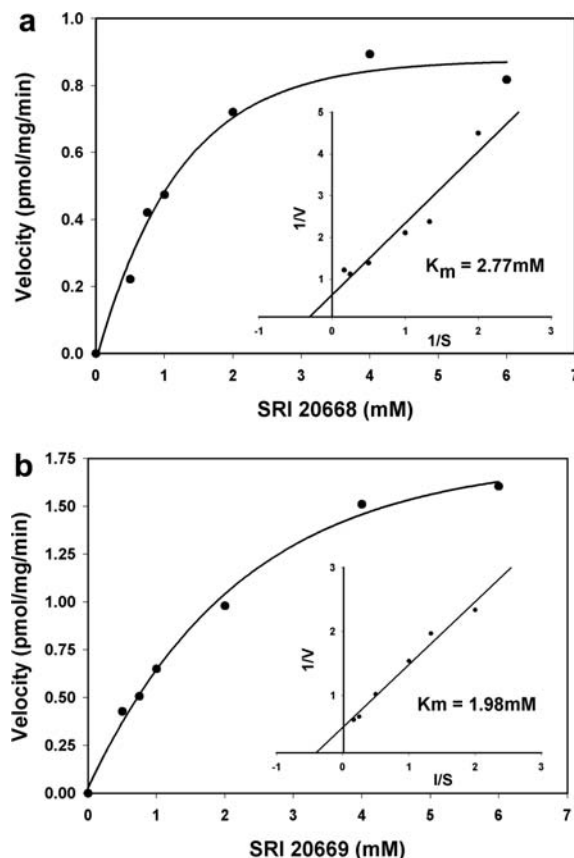 a
Velocity (pmol/mg/min)
1.0
0.8
0.6
0.4
0.2
0.0
0 1 2 3 4 5 6 7
SRI 20668 (mM)
1/V
5
4
3
2
1
-1 0 1 2 3
1/S
Km = 2.77mM
b
Velocity (pmol/mg/min)
1.75
1.50
1.25
1.00
0.75
0.50
0.25
0.00
0 1 2 3 4 5 6 7
SRI 20669 (mM)
1/V
3
2
1
-1 0 1 2 3
I/S
Km = 1.98mM